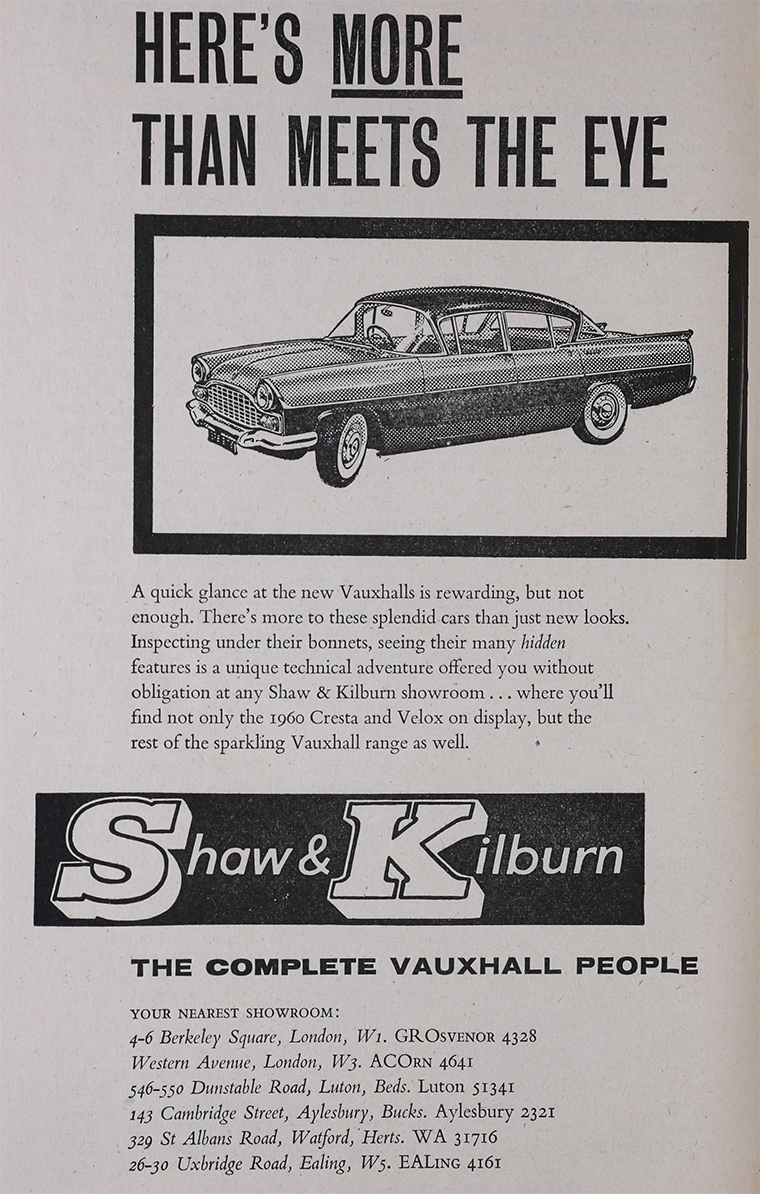 HERE'S MORE
THAN MEETS THE EYE
A quick glance at the new Vauxhalls is rewarding, but not
enough. There's more to these splendid cars than just new looks.
Inspecting under their bonnets, seeing their many hidden
features is a unique technical adventure offered you without
obligation at any Shaw & Kilburn showroom . . . where you'll
find not only the 1960 Cresta and Velox on display, but the
rest of the sparkling Vauxhall range as well.
Shaw & Kilburn
THE COMPLETE VAUXHALL PEOPLE
YOUR NEAREST SHOWROOM:
4-6 Berkeley Square, London, W1. GROSVENOR 4328
Western Avenue, London, W3. ACORN 4641
546-550 Dunstable Road, Luton, Beds. Luton 51341
143 Cambridge Street, Aylesbury, Bucks. Aylesbury 2321
329 St Albans Road, Watford, Herts. WA 31716
26-30 Uxbridge Road, Ealing, W5. EALING 4161